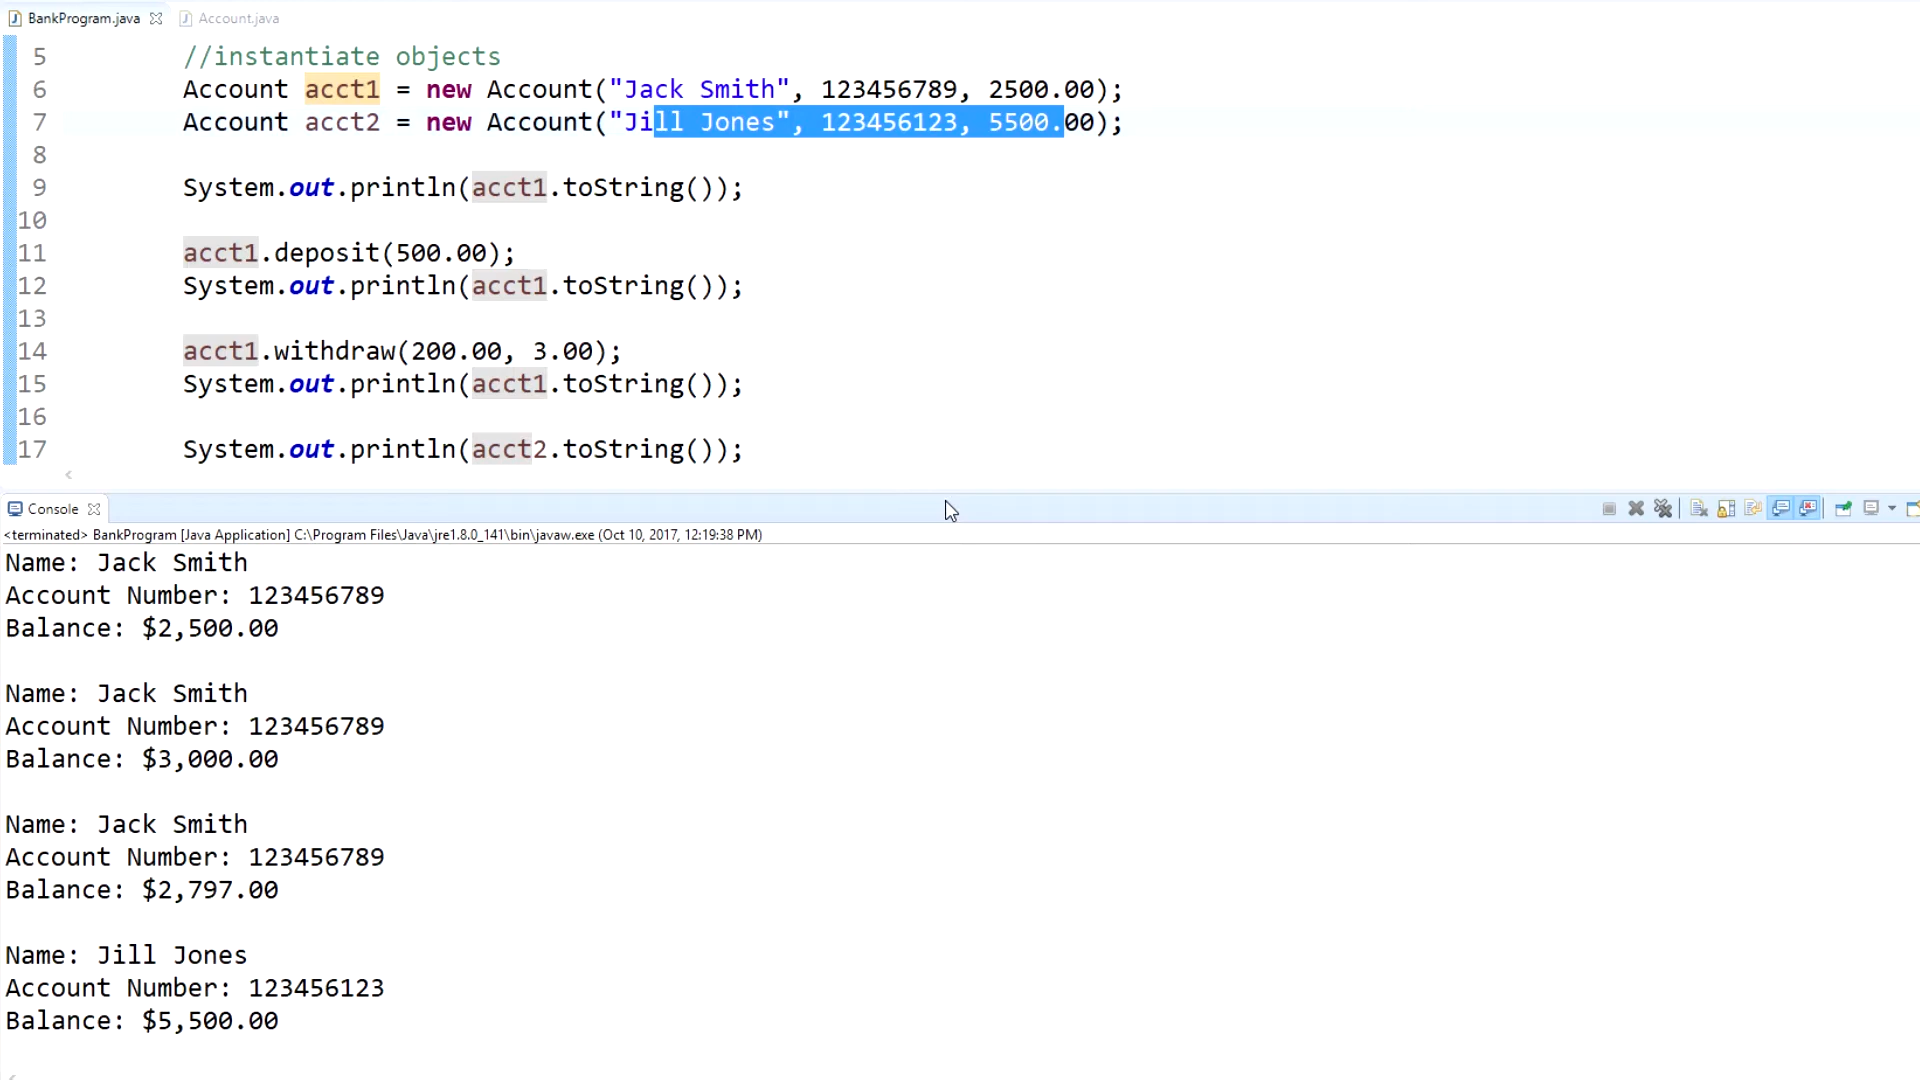 BankProgram.java
Account.java
5 //instantiate objects
6 Account acct1 = new Account("Jack Smith", 123456789, 2500.00);
7 Account acct2 = new Account("Jill Jones", 123456123, 5500.00);
8
9 System.out.println(acct1.toString());
10
11 acct1.deposit(500.00);
12 System.out.println(acct1.toString());
13
14 acct1.withdraw(200.00, 3.00);
15 System.out.println(acct1.toString());
16
17 System.out.println(acct2.toString());
Console
<terminated> BankProgram [Java Application] C:\Program Files\Java\jre1.8.0_141\bin\javaw.exe (Oct 10, 2017, 12:19:38 PM)
Name: Jack Smith
Account Number: 123456789
Balance: $2,500.00
Name: Jack Smith
Account Number: 123456789
Balance: $3,000.00
Name: Jack Smith
Account Number: 123456789
Balance: $2,797.00
Name: Jill Jones
Account Number: 123456123
Balance: $5,500.00